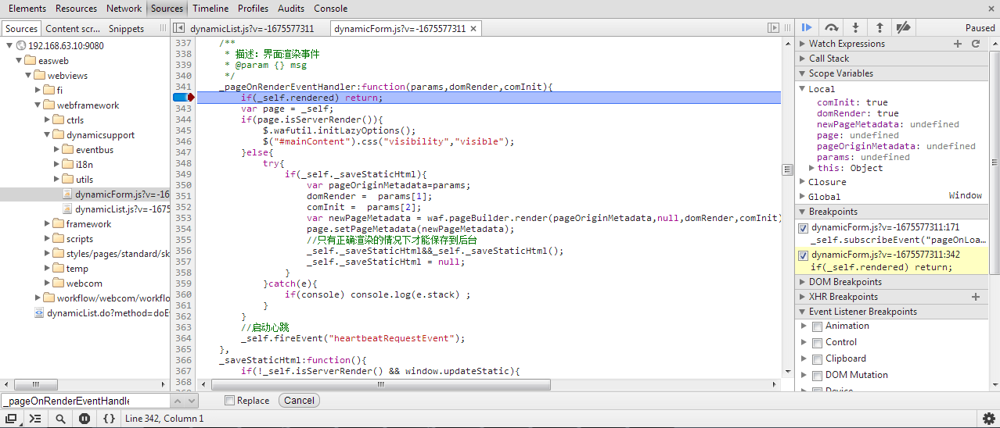 Elements Resources Network Sources Timeline Profiles Audits Console
Sources Content scr... Snippets
dynamicList.js?v=-1675577311 dynamicForm.js?v=-1675577311
Paused
192.168.63.10:9080
easweb
webviews
fi
webframework
ctrls
dynamicsupport
eventbus
i18n
utils
dynamicForm.js?v=-16
dynamicList.js?v=-1675
framework
scripts
styles/pages/standard/sk
temp
webcom
workflow/webcom/workflo
dynamicList.do?method=doEv
337 /**
338 * 描述: 界面渲染事件
339 * @param {} msg
340 */
341 _pageOnRenderEventHandler:function(params,domRender,comInit){
if(_self.rendered) return;
343 var page = _self;
344 if(page.isServerRender()){
345 $.wafutil.initLazyOptions();
346 $("#mainContent").css("visibility","visible");
347 }else{
348 try{
349 if(_self._saveStaticHtml){
350 var pageOriginMetadata=params;
351 domRender = params[1];
352 comInit = params[2];
353 var newPageMetadata = waf.pageBuilder.render(pageOriginMetadata,null,domRender,comInit)
354 page.setPageMetadata(newPageMetadata);
355 //只有正确渲染的情况下才能保存到后台
356 _self._saveStaticHtml&&_self._saveStaticHtml();
357 _self._saveStaticHtml = null;
358 }
359 }catch(e){
360 if(console) console.log(e.stack) ;
361 }
362 }
363 //启动心跳
364 _self.fireEvent("heartbeatRequestEvent");
365 },
366 _saveStaticHtml:function(){
367 if(!_self.isServerRender() && window.updateStatic){
368
Watch Expressions
Call Stack
Scope Variables
Local
comInit: true
domRender: true
newPageMetadata: undefined
page: undefined
pageOriginMetadata: undefined
params: undefined
this: Object
Closure
Global Window
Breakpoints
dynamicForm.js?v=-1675577311:171
_self.subscribeEvent("pageOnLoa...
dynamicForm.js?v=-1675577311:342
if(_self.rendered) return;
DOM Breakpoints
XHR Breakpoints
Event Listener Breakpoints
Animation
Control
Clipboard
DOM Mutation
Device
_pageOnRenderEventHandle Replace Cancel
Line 342, Column 1